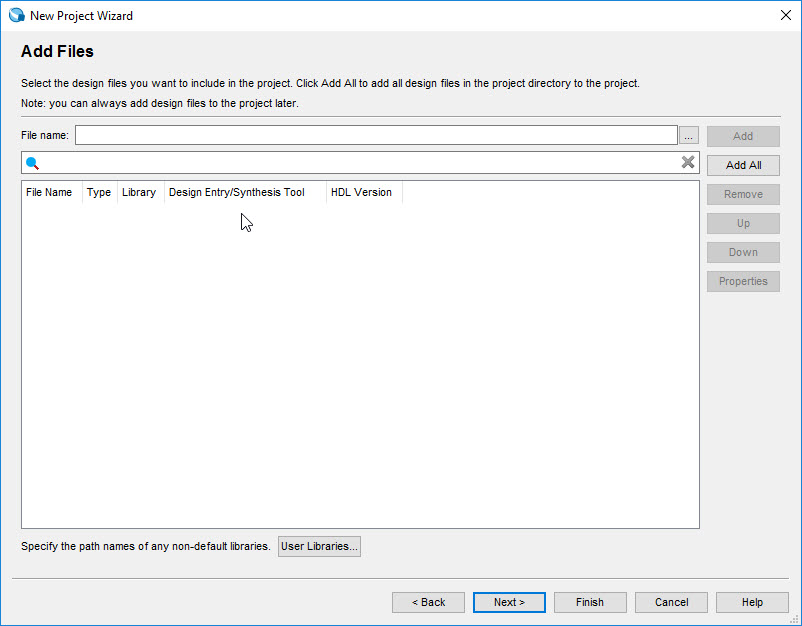 New Project Wizard
Add Files
Select the design files you want to include in the project. Click Add All to add all design files in the project directory to the project.
Note: you can always add design files to the project later.
File name: ... Add
Add All
File Name Type Library Design Entry/Synthesis Tool HDL Version
Remove
Up
Down
Properties
Specify the path names of any non-default libraries. User Libraries...
< Back Next > Finish Cancel Help